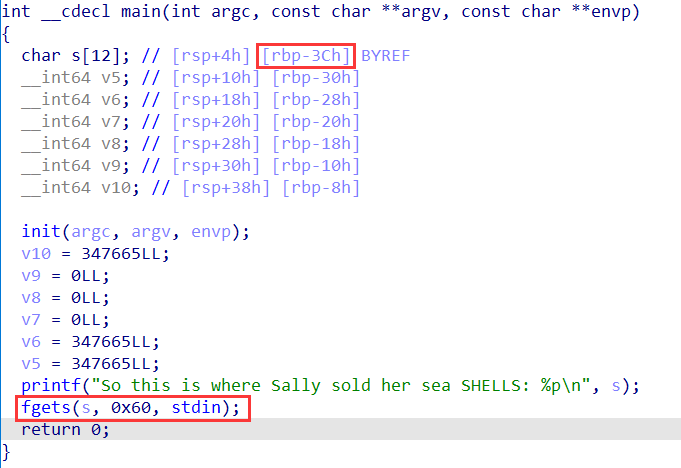 int __cdecl main(int argc, const char **argv, const char **envp)
{
char s[12]; // [rsp+4h] [rbp-3Ch] BYREF
__int64 v5; // [rsp+10h] [rbp-30h]
__int64 v6; // [rsp+18h] [rbp-28h]
__int64 v7; // [rsp+20h] [rbp-20h]
__int64 v8; // [rsp+28h] [rbp-18h]
__int64 v9; // [rsp+30h] [rbp-10h]
__int64 v10; // [rsp+38h] [rbp-8h]
init(argc, argv, envp);
v10 = 347665LL;
v9 = 0LL;
v8 = 0LL;
v7 = 0LL;
v6 = 347665LL;
v5 = 347665LL;
printf("So this is where Sally sold her sea SHELLS: %p\n", s);
fgets(s, 0x60, stdin);
return 0;
}